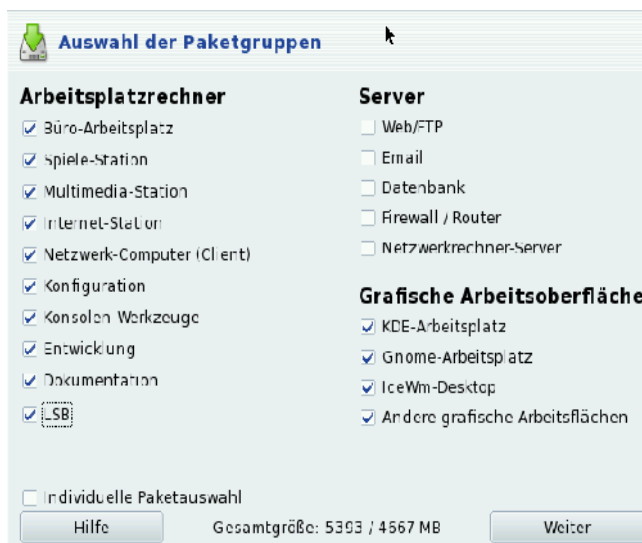 Auswahl der Paketgruppen
Arbeitsplatzrechner
Büro-Arbeitsplatz
Spiele-Station
Multimedia-Station
Internet-Station
Netzwerk-Computer (Client)
Konfiguration
Konsolen Werkzeuge
Entwicklung
Dokumentation
LSB
Server
Web/FTP
Email
Datenbank
Firewall / Router
Netzwerkrechner-Server
Grafische Arbeitsoberfläche
KDE-Arbeitsplatz
Gnome-Arbeitsplatz
IceWm-Desktop
Andere grafische Arbeitsflächen
Individuelle Paketauswahl
Hilfe
Gesamtgröße: 5393 / 4667 MB
Weiter